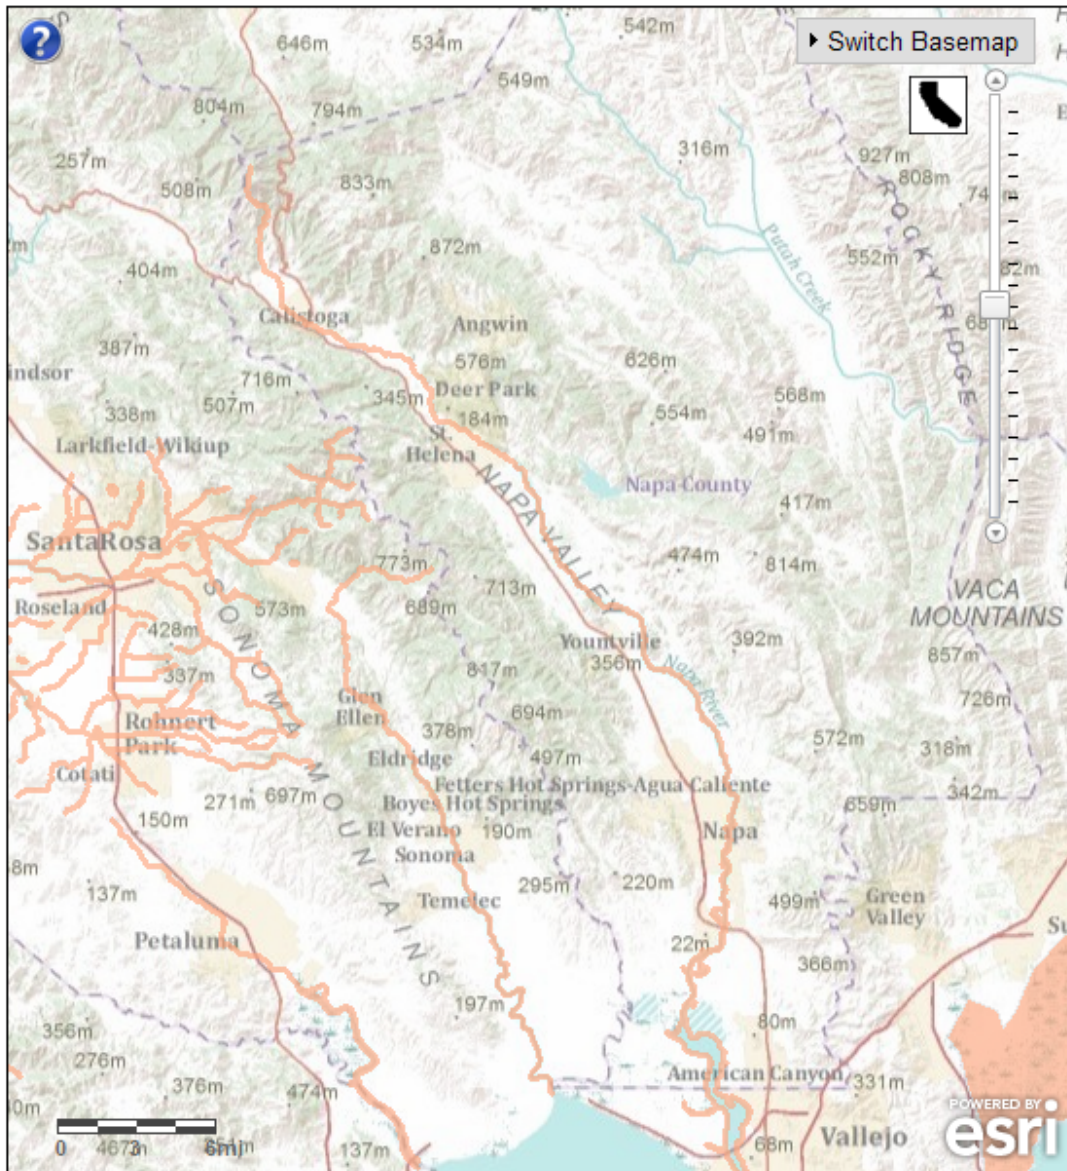 ?
Switch Basemap
646m
534m
542m
549m
804m
794m
316m
927m
808m
257m
508m
833m
872m
552m
ROCKY RIDGE
Putah Creek
404m
Calistoga
Angwin
387m
576m
626m
indsor
716m
345m
Deer Park
568m
338m
507m
184m
554m
491m
Larkfield-Wikiup
St.
Helena
NAPA VALLEY
Napa County
417m
SantaRosa
773m
474m
814m
713m
VACA
MOUNTAINS
Roseland
573m
689m
428m
Yountville
392m
337m
817m
356m
Napa River
857m
SONOMA MOUNTAINS
Glen
Ellen
694m
726m
Rohnert
Park
378m
572m
318m
Cotati
Eldridge
497m
271m
697m
Fetters Hot Springs-Agua Caliente
342m
150m
Boyes Hot Springs
659m
El Verano
190m
Napa
Sonoma
137m
295m
220m
Temelec
499m
Green
Valley
Petaluma
22m
366m
197m
356m
80m
276m
American Canyon
331m
376m
474m
POWERED BY
esri
0 3 6mi
467m
137m
68m
Vallejo